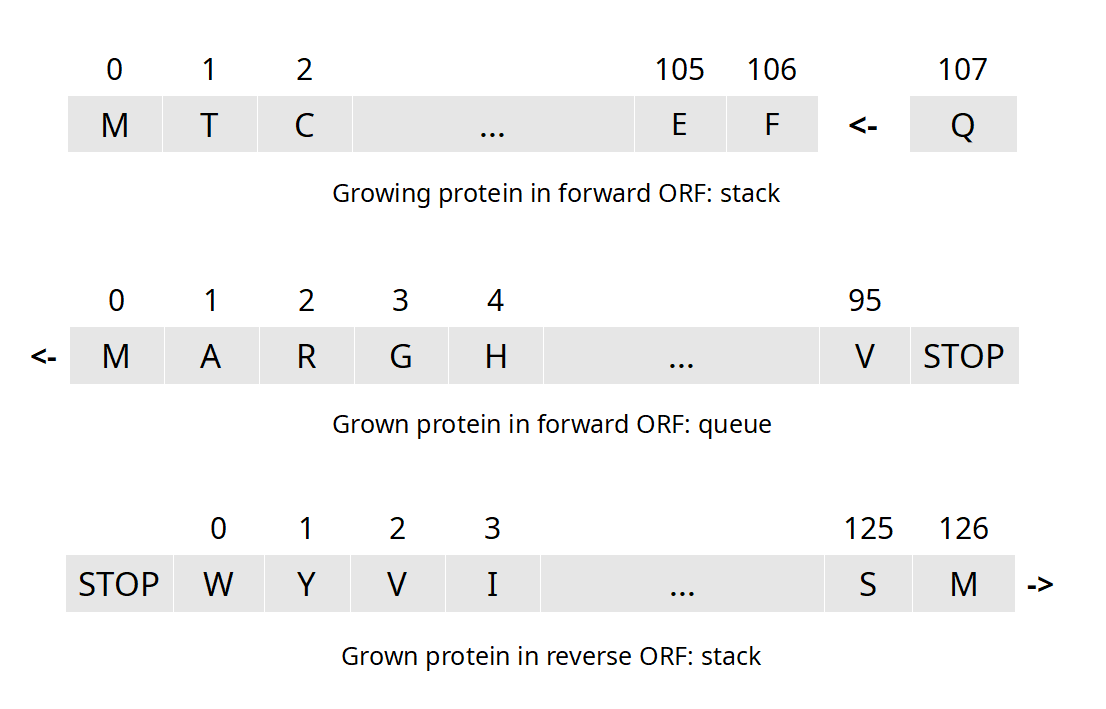 0 1 2 105 106 107
M T C ... E F <- Q
Growing protein in forward ORF: stack
0 1 2 3 4 95
<- M A R G H ... V STOP
Grown protein in forward ORF: queue
0 1 2 3 125 126
STOP W Y V I ... S M ->
Grown protein in reverse ORF: stack